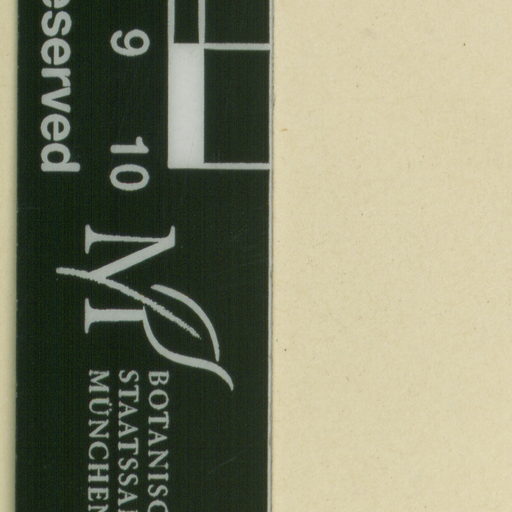 eserved
9 10
BOTANISC
STAATSSA
MÜNCHEN